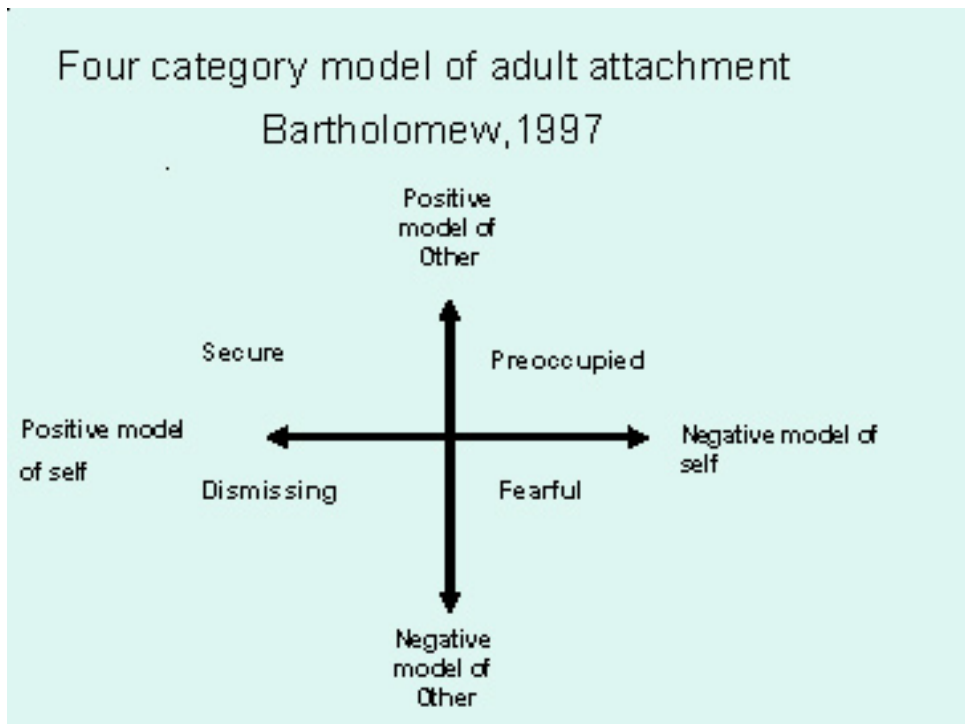 Four category model of adult attachment
Bartholomew,1997
Positive
model of
Other
Secure
Preoccupied
Positive model
of self
Negative model of
self
Dismissing
Fearful
Negative
model of
Other